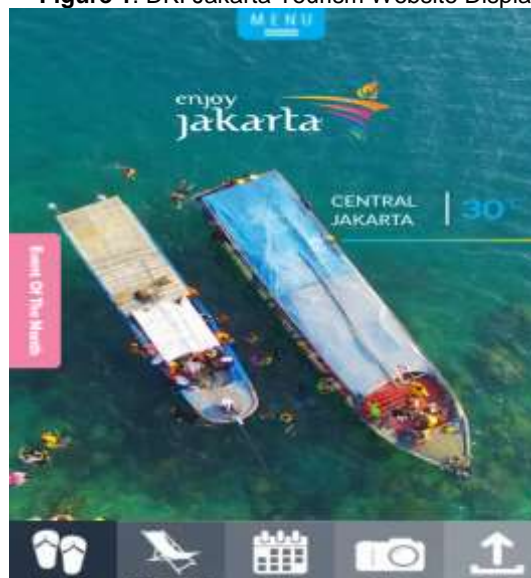 Figure 1. DKI Jakarta Tourism Website Displa
MENU
enjoy
jakarta
CENTRAL
JAKARTA
30°
Event Of The Month